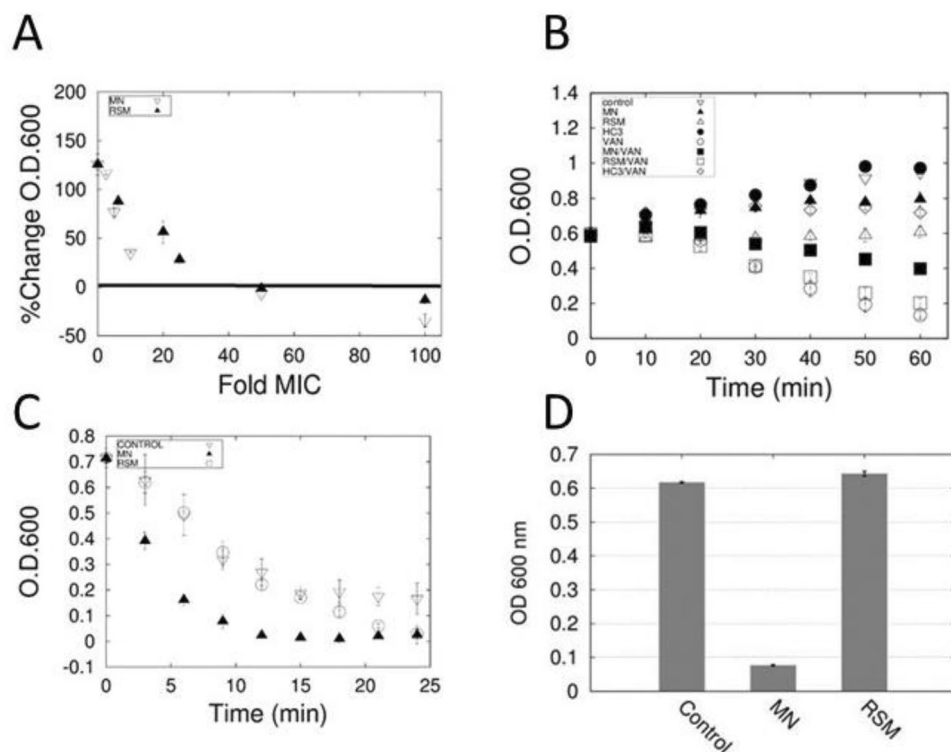 A
%Change O.D.600
200
150
100
50
0
-50
MN
RSM
0 20 40 60 80 100
Fold MIC
B
O.D.600
1.4
1.2
1
0.8
0.6
0.4
0.2
0
control
MN
RSM
HC3
VAN
MN/VAN
RSM/VAN
HC3/VAN
0 10 20 30 40 50 60
Time (min)
C
O.D.600
0.8
0.7
0.6
0.5
0.4
0.3
0.2
0.1
0
-0.1
CONTROL
MN
RSM
0 5 10 15 20 25
Time (min)
D
OD 600 nm
0.7
0.6
0.5
0.4
0.3
0.2
0.1
0
Control
MN
RSM